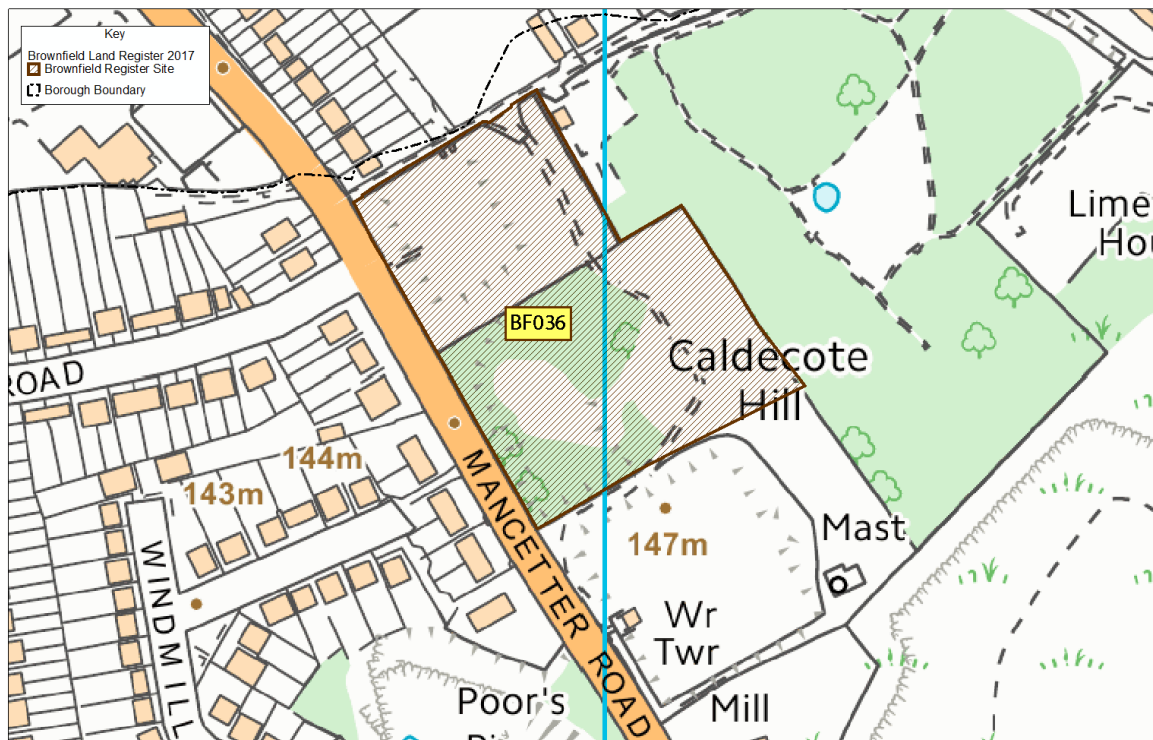 Key
Brownfield Land Register 2017
Brownfield Register Site
Borough Boundary
Lime
Hou
BF036
Caldecote
Hill
ROAD
144m
143m
MANCETTER ROAD
147m
Mast
WINDMILL
Wr
Twr
Poor's
Mill